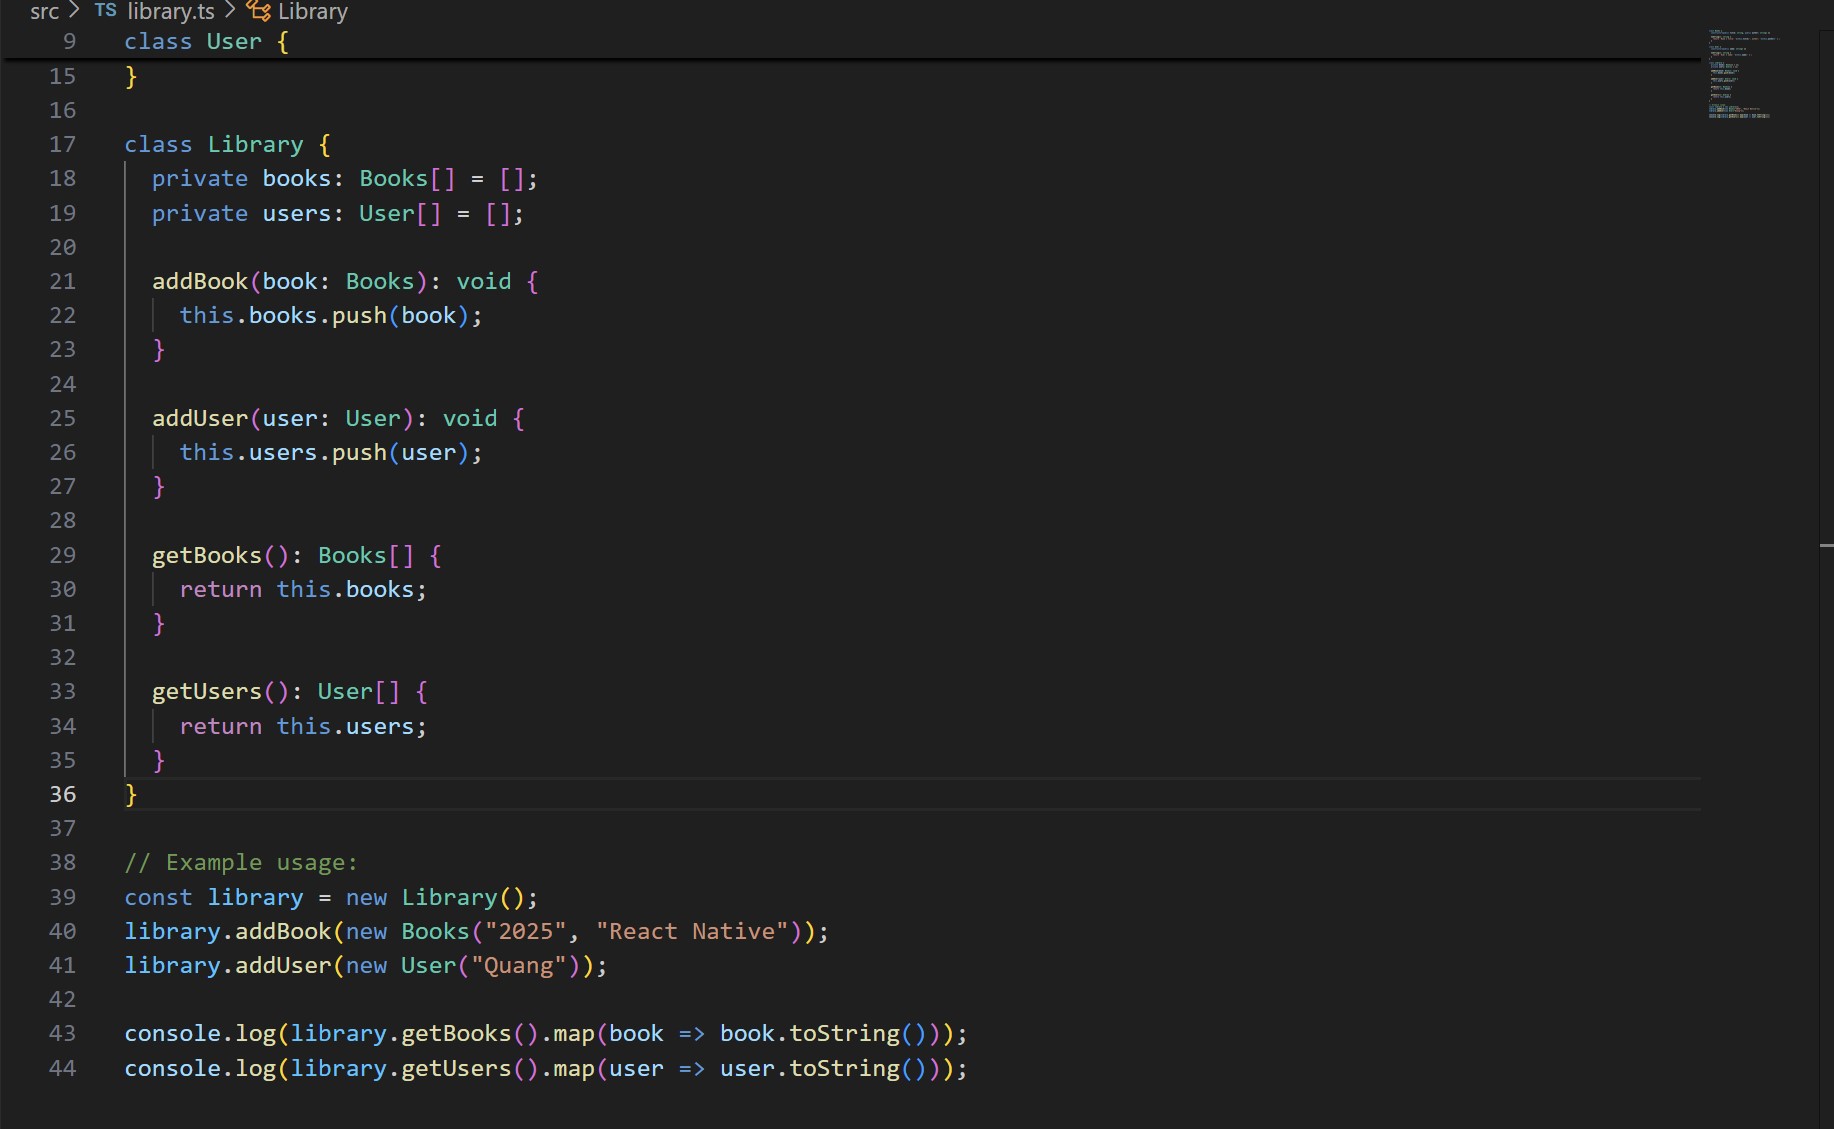 src > TS library.ts > Library
9 class User {
15 }
16
17 class Library {
18 private books: Books[] = [];
19 private users: User[] = [];
20
21 addBook(book: Books): void {
22 this.books.push(book);
23 }
24
25 addUser(user: User): void {
26 this.users.push(user);
27 }
28
29 getBooks(): Books[] {
30 return this.books;
31 }
32
33 getUsers(): User[] {
34 return this.users;
35 }
36 }
37
38 // Example usage:
39 const library = new Library();
40 library.addBook(new Books("2025", "React Native"));
41 library.addUser(new User("Quang"));
42
43 console.log(library.getBooks().map(book => book.toString()));
44 console.log(library.getUsers().map(user => user.toString()));